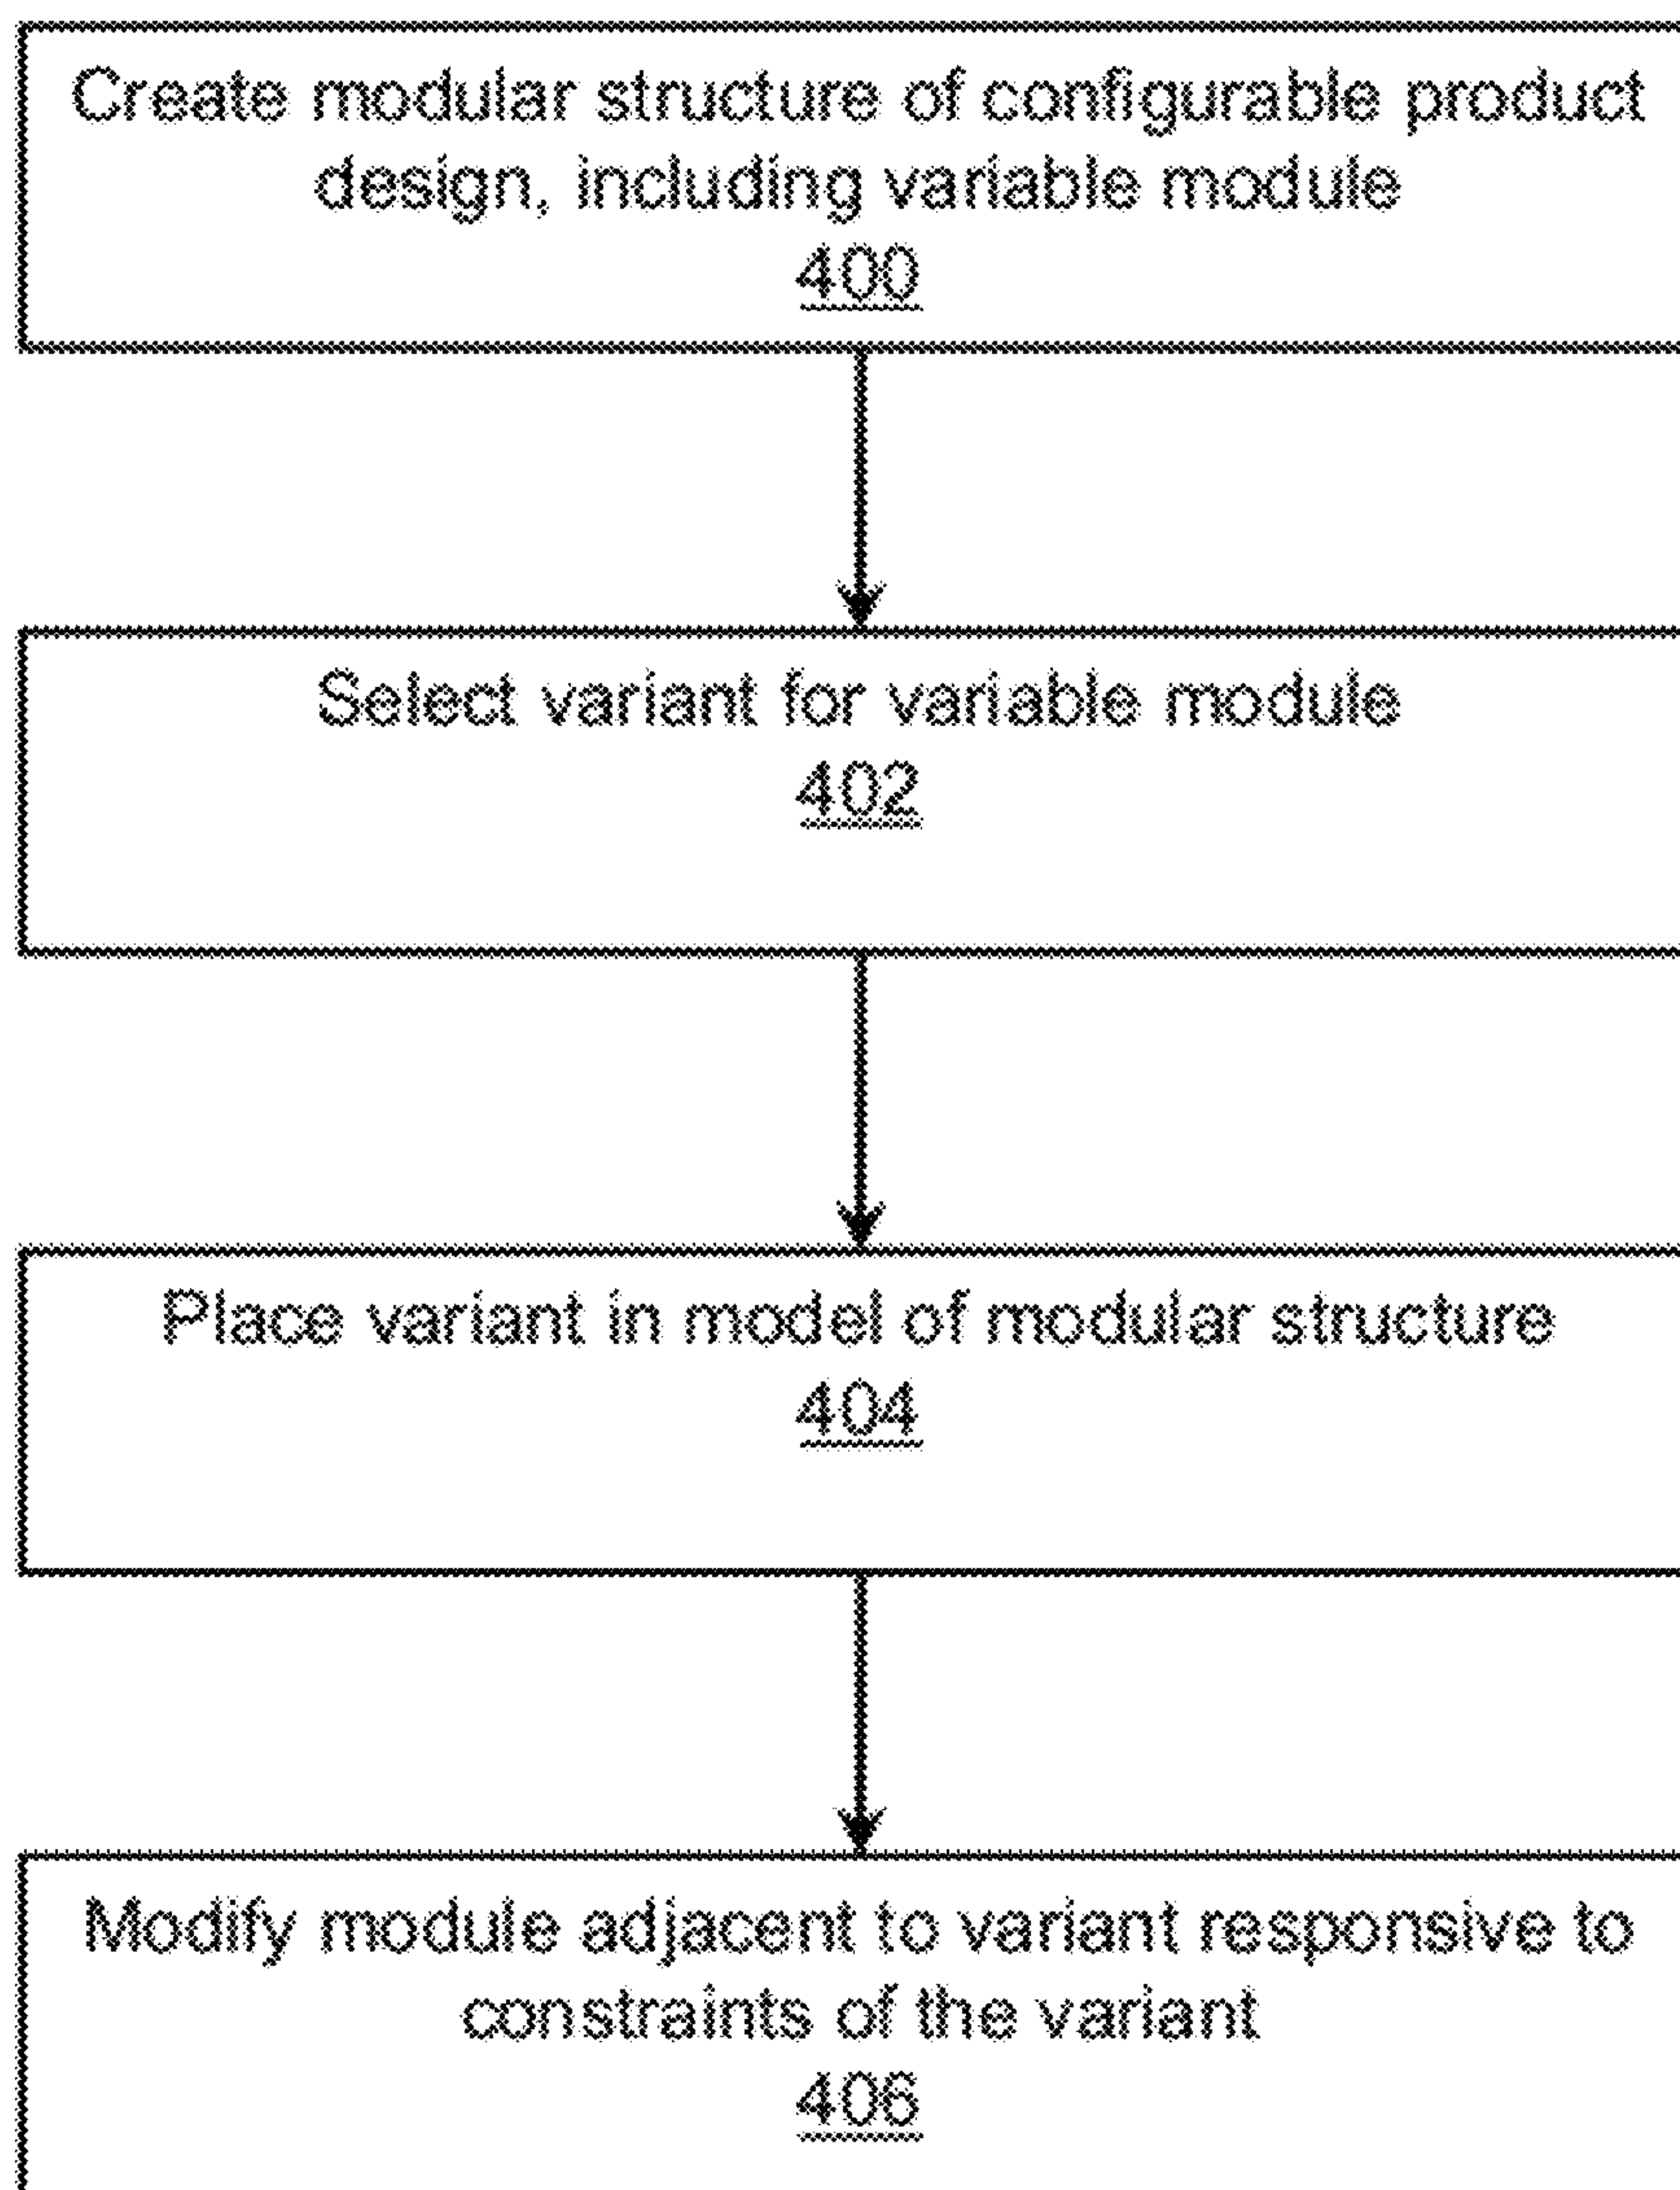 Create modular structure of configurable product
design, including variable module
400
Select variant for variable module
402
Place variant in model of modular structure
404
Modify module adjacent to variant responsive to
constraints of the variant
406